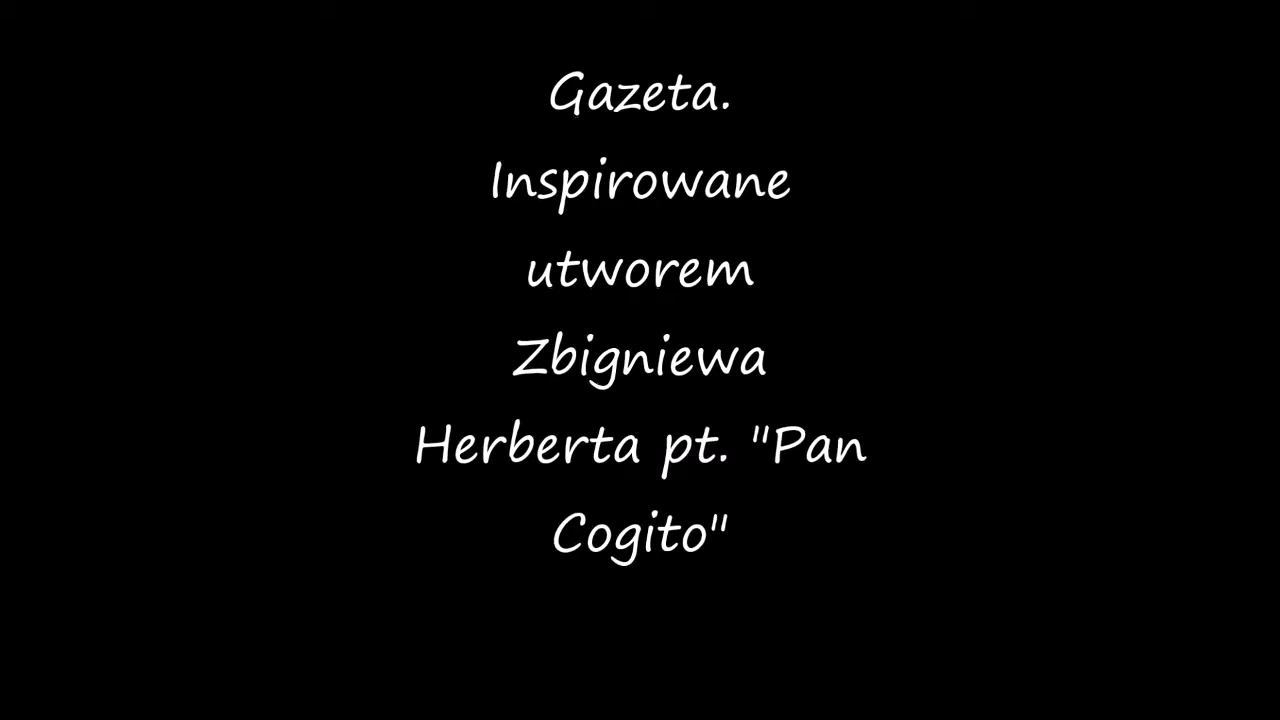 Gazeta.
Inspirowane
utworem
Zbigniewa
Herberta pt. "Pan
Cogito"